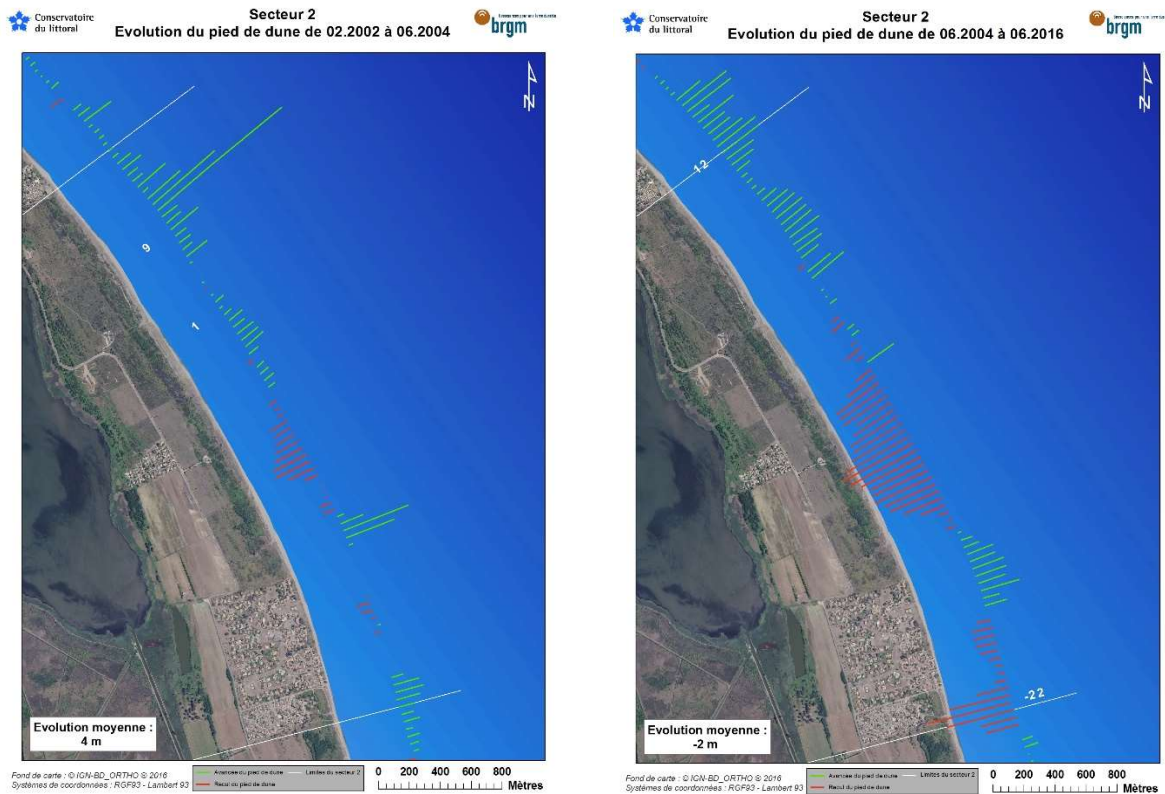 Conservatoire
du littoral
Secteur 2
Evolution du pied de dune de 02.2002 à 06.2004
brgm
9
1
Evolution moyenne :
4 m
Fond de carte : © IGN-BD_ORTHO © 2016
Systèmes de coordonnées : RGF93 - Lambert 93
Avancée du pied de dune
Limites du secteur 2
Recul du pied de dune
0 200 400 600 800
Mètres
Conservatoire
du littoral
Secteur 2
Evolution du pied de dune de 06.2004 à 06.2016
brgm
12
-22
Evolution moyenne :
-2 m
Fond de carte : © IGN-BD_ORTHO © 2016
Systèmes de coordonnées : RGF93 - Lambert 93
Avancée du pied de dune
Limites du secteur 2
Recul du pied de dune
0 200 400 600 800
Mètres